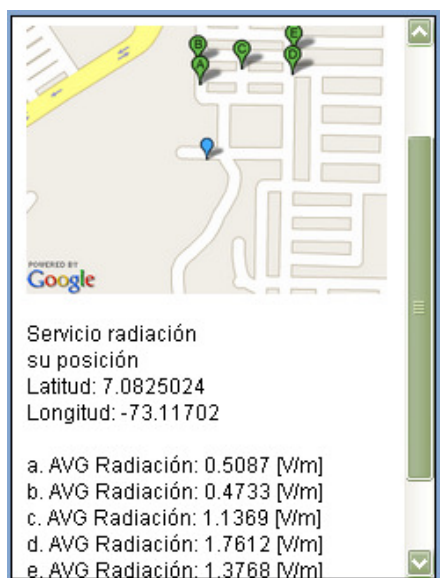 B
E
C
D
A
POWERED BY
Google
Servicio radiación
su posición
Latitud: 7.0825024
Longitud: -73.11702
a. AVG Radiación: 0.5087 [V/m]
b. AVG Radiación: 0.4733 [V/m]
c. AVG Radiación: 1.1369 [V/m]
d. AVG Radiación: 1.7612 [V/m]
e. AVG Radiación: 1.3768 [V/m]